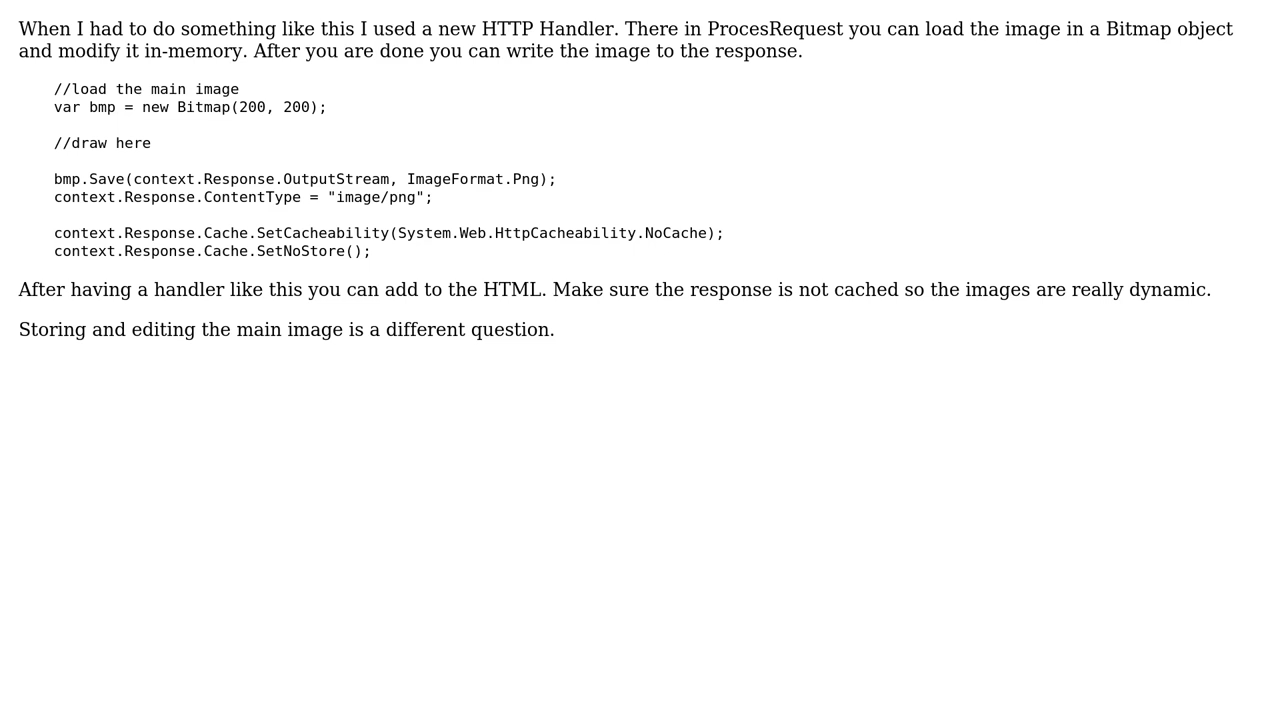 When I had to do something like this I used a new HTTP Handler. There in ProcesRequest you can load the image in a Bitmap object
and modify it in-memory. After you are done you can write the image to the response.
//load the main image
var bmp = new Bitmap(200, 200);
//draw here
bmp.Save(context.Response.OutputStream, ImageFormat.Png);
context.Response.ContentType = "image/png";
context.Response.Cache.SetCacheability(System.Web.HttpCacheability.NoCache);
context.Response.Cache.SetNoStore();
After having a handler like this you can add to the HTML. Make sure the response is not cached so the images are really dynamic.
Storing and editing the main image is a different question.